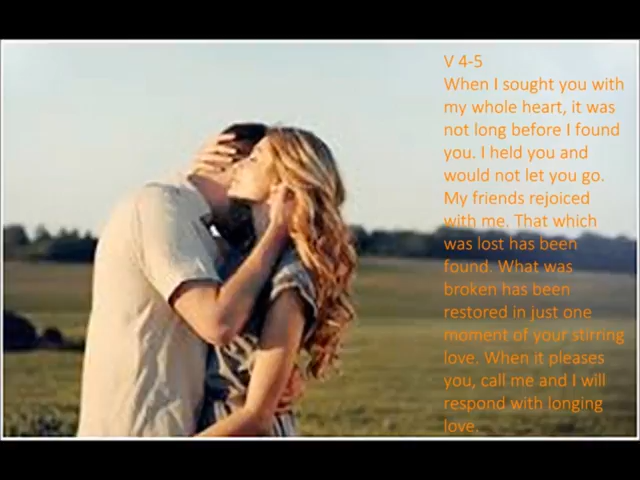 V 4-5
When I sought you with
my whole heart, it was
not long before I found
you. I held you and
would not let you go.
My friends rejoiced
with me. That which
was lost has been
found. What was
broken has been
restored in just one
moment of your stirring
love. When it pleases
you, call me and I will
respond with longing
love.